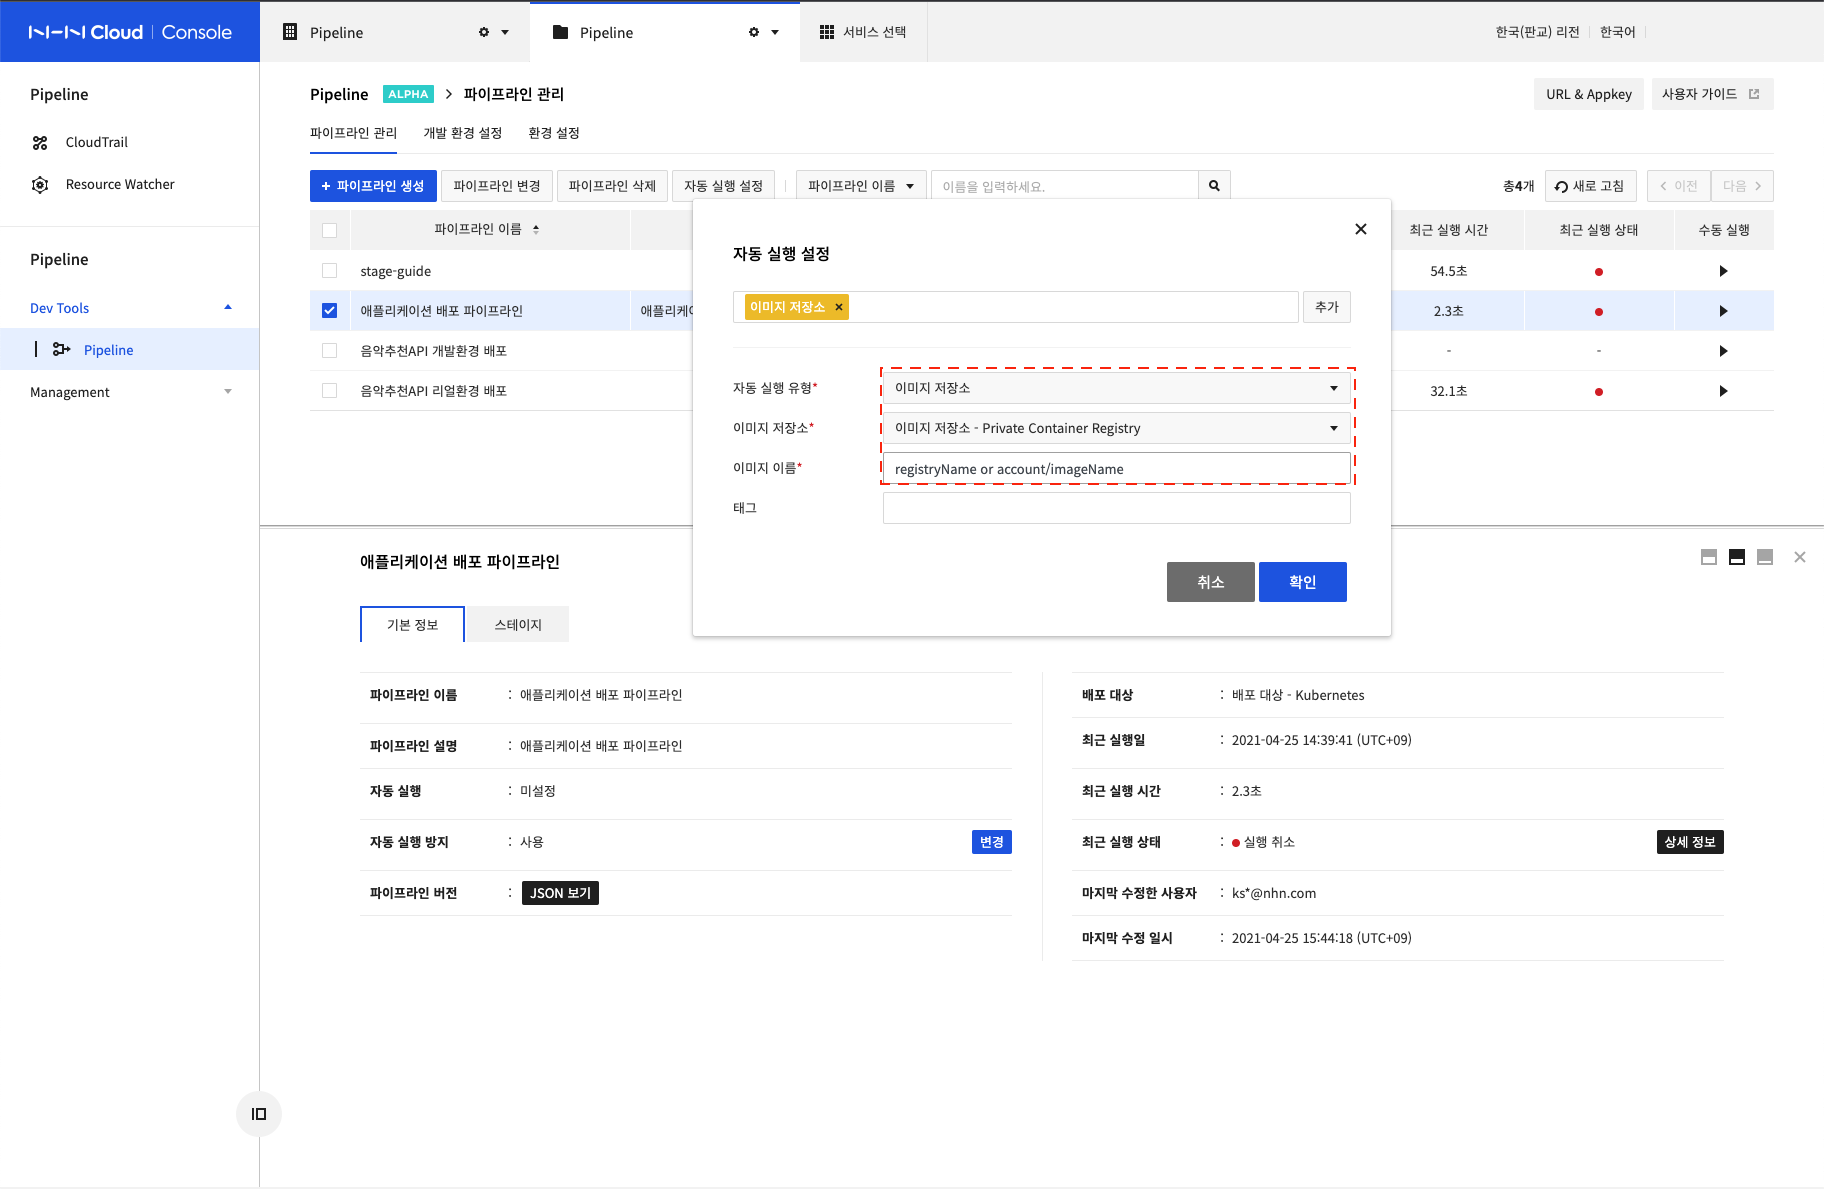 NHN Cloud Console
Pipeline
Pipeline
서비스 선택
한국(판교) 리전
한국어
Pipeline
CloudTrail
Resource Watcher
Pipeline
Dev Tools
Pipeline
Management
Pipeline ALPHA > 파이프라인 관리
URL & Appkey
사용자 가이드
파이프라인 관리
개발 환경 설정
환경 설정
+ 파이프라인 생성
파이프라인 변경
파이프라인 삭제
자동 실행 설정
파이프라인 이름
이름을 입력하세요.
총4개
새로 고침
< 이전
다음 >
파이프라인 이름
최근 실행 시간
최근 실행 상태
수동 실행
stage-guide
54.5초
애플리케이션 배포 파이프라인
애플리케이
2.3초
음악추천API 개발환경 배포
-
-
음악추천API 리얼환경 배포
32.1초
자동 실행 설정
이미지 저장소 ×
추가
자동 실행 유형*
이미지 저장소
이미지 저장소*
이미지 저장소 - Private Container Registry
이미지 이름*
registryName or account/imageName
태그
취소
확인
애플리케이션 배포 파이프라인
기본 정보
스테이지
파이프라인 이름 : 애플리케이션 배포 파이프라인
파이프라인 설명 : 애플리케이션 배포 파이프라인
자동 실행 : 미설정
자동 실행 방지 : 사용
변경
파이프라인 버전 : JSON 보기
배포 대상 : 배포 대상 - Kubernetes
최근 실행일 : 2021-04-25 14:39:41 (UTC+09)
최근 실행 시간 : 2.3초
최근 실행 상태 : 실행 취소
상세 정보
마지막 수정한 사용자 : ks*@nhn.com
마지막 수정 일시 : 2021-04-25 15:44:18 (UTC+09)